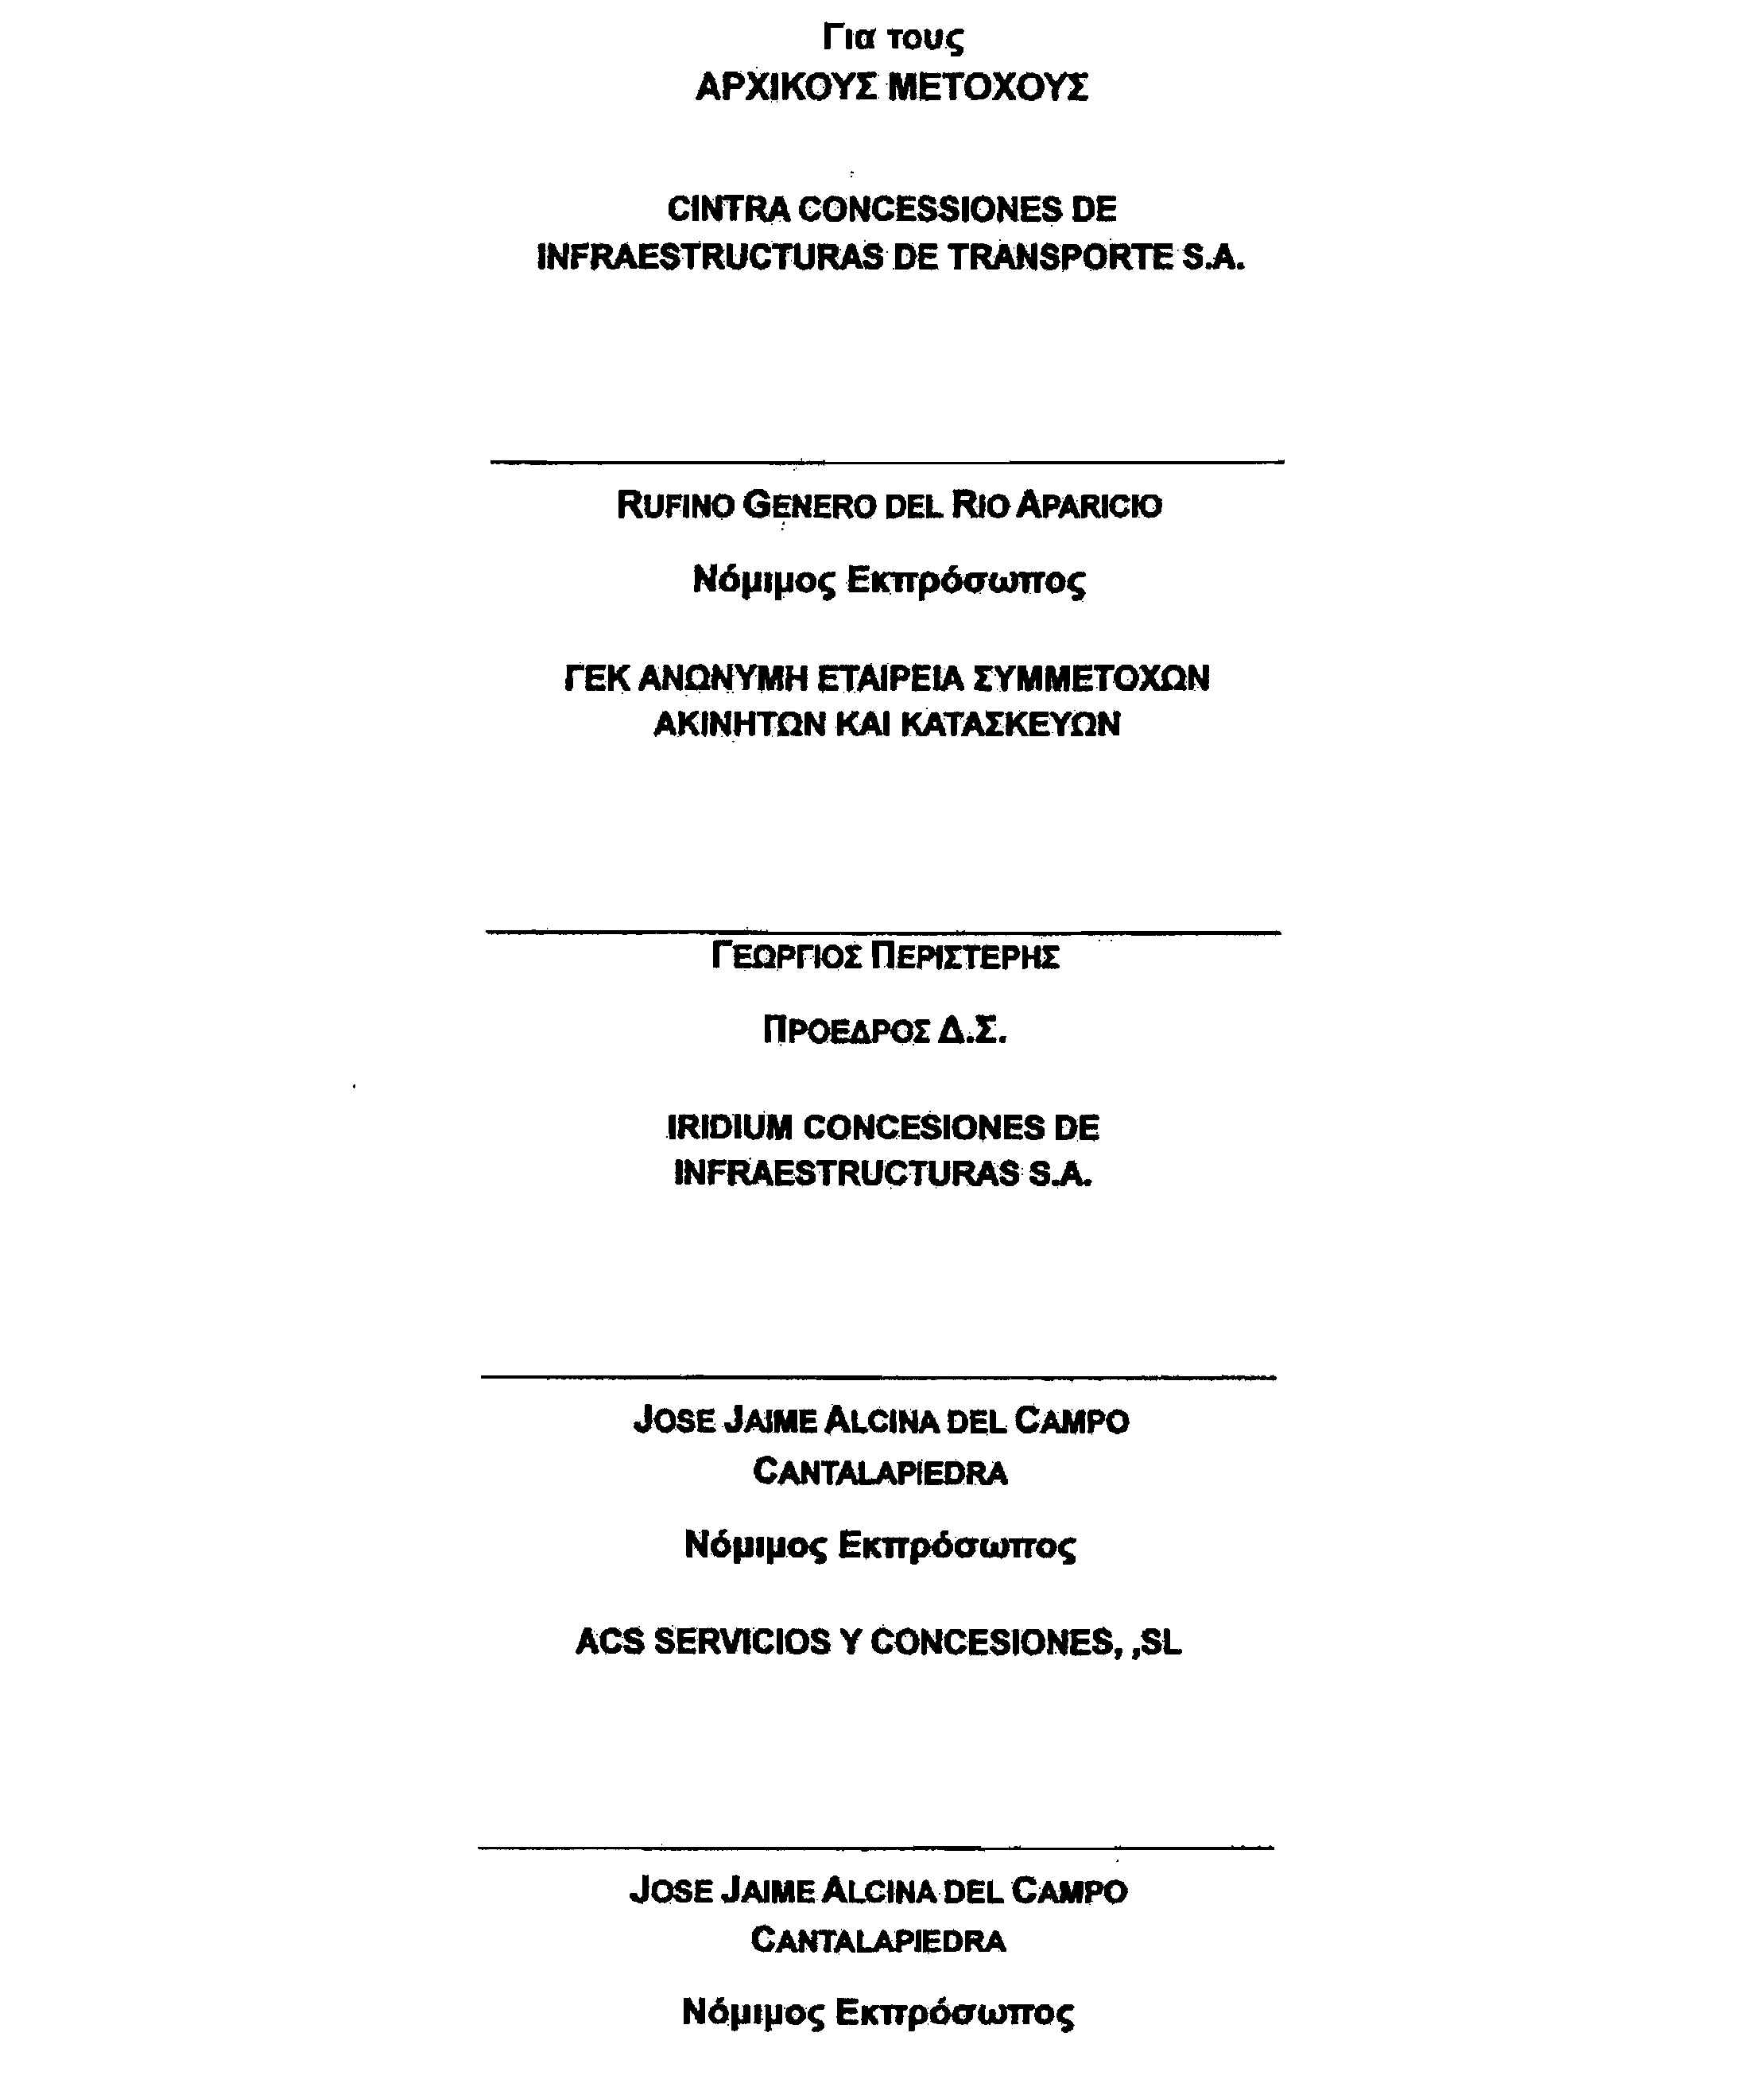 Για τους
ΑΡΧΙΚΟΥΣ ΜΕΤΟΧΟΥΣ
CINTRA CONCESSIONES DE
INFRAESTRUCTURAS DE TRANSPORTE S.A.
RUFINO GENERO DEL RIO APARICIO
Νόμιμος Εκπρόσωπος
ΓΕΚ ΑΝΩΝΥΜΗ ΕΤΑΙΡΕΙΑ ΣΥΜΜΕΤΟΧΩΝ
ΑΚΙΝΗΤΩΝ ΚΑΙ ΚΑΤΑΣΚΕΥΩΝ
ΓΕΩΡΓΙΟΣ ΠΕΡΙΣΤΕΡΗΣ
ΠΡΟΕΔΡΟΣ Δ.Σ.
IRIDIUM CONCESIONES DE
INFRAESTRUCTURAS S.A.
JOSE JAIME ALCINA DEL CAMPO
CANTALAPIEDRA
Νόμιμος Εκπρόσωπος
ACS SERVICIOS Y CONCESIONES, ,SL
JOSE JAIME ALCINA DEL CAMPO
CANTALAPIEDRA
Νόμιμος Εκπρόσωπος